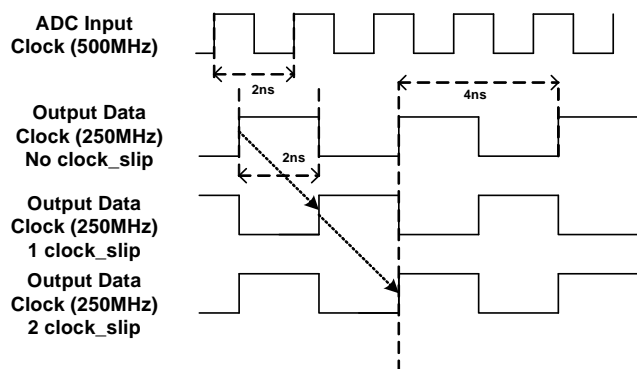 ADC Input
Clock (500MHz)
2ns
4ns
Output Data
Clock (250MHz)
No clock_slip
2ns
Output Data
Clock (250MHz)
1 clock_slip
Output Data
Clock (250MHz)
2 clock_slip